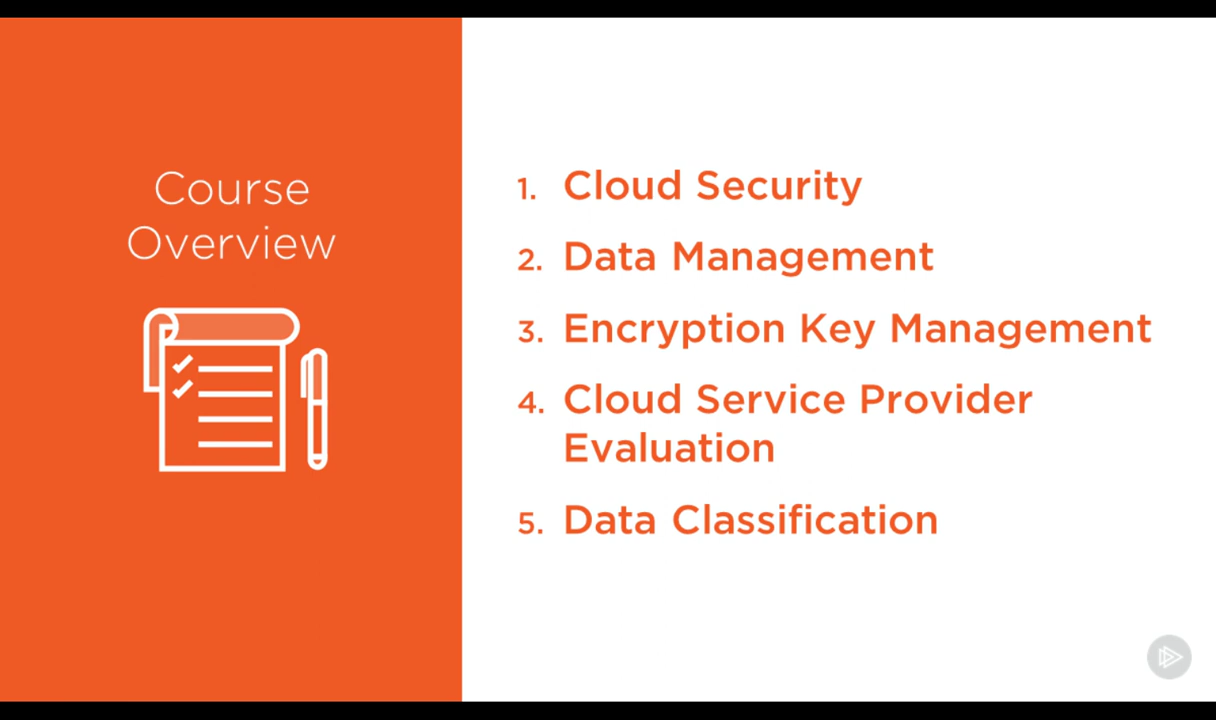 Course
Overview
1. Cloud Security
2. Data Management
3. Encryption Key Management
4. Cloud Service Provider
Evaluation
5. Data Classification